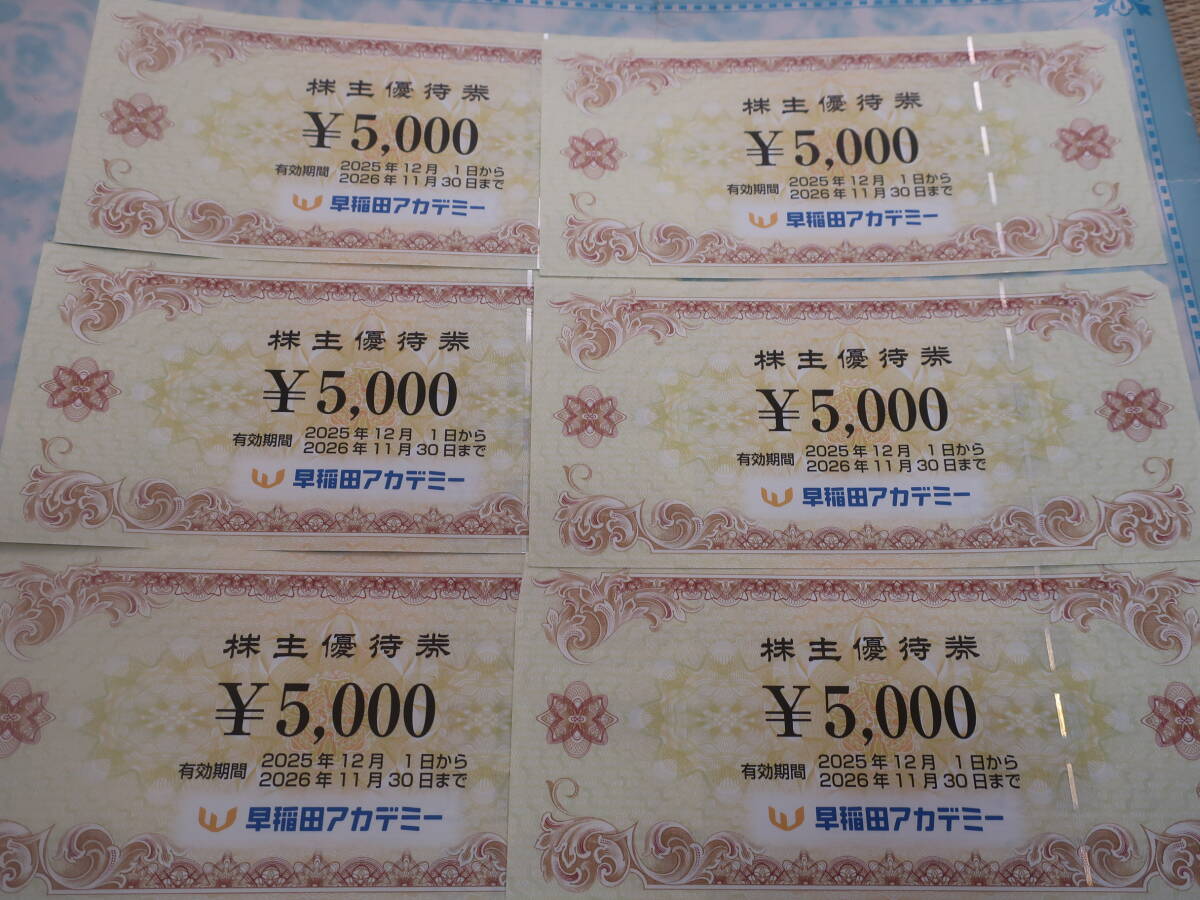 株主優待券
￥5,000
有効期間 2025年12月 1日から
2026年11月30日まで
早稲田アカデミー
株主優待券
￥5,000
有効期間 2025年12月 1日から
2026年11月30日まで
早稲田アカデミー
株主優待券
￥5,000
有効期間 2025年12月 1日から
2026年11月30日まで
早稲田アカデミー
株主優待券
￥5,000
有効期間 2025年12月 1日から
2026年11月30日まで
早稲田アカデミー
株主優待券
￥5,000
有効期間 2025年12月 1日から
2026年11月30日まで
早稲田アカデミー
株主優待券
￥5,000
有効期間 2025年12月 1日から
2026年11月30日まで
早稲田アカデミー